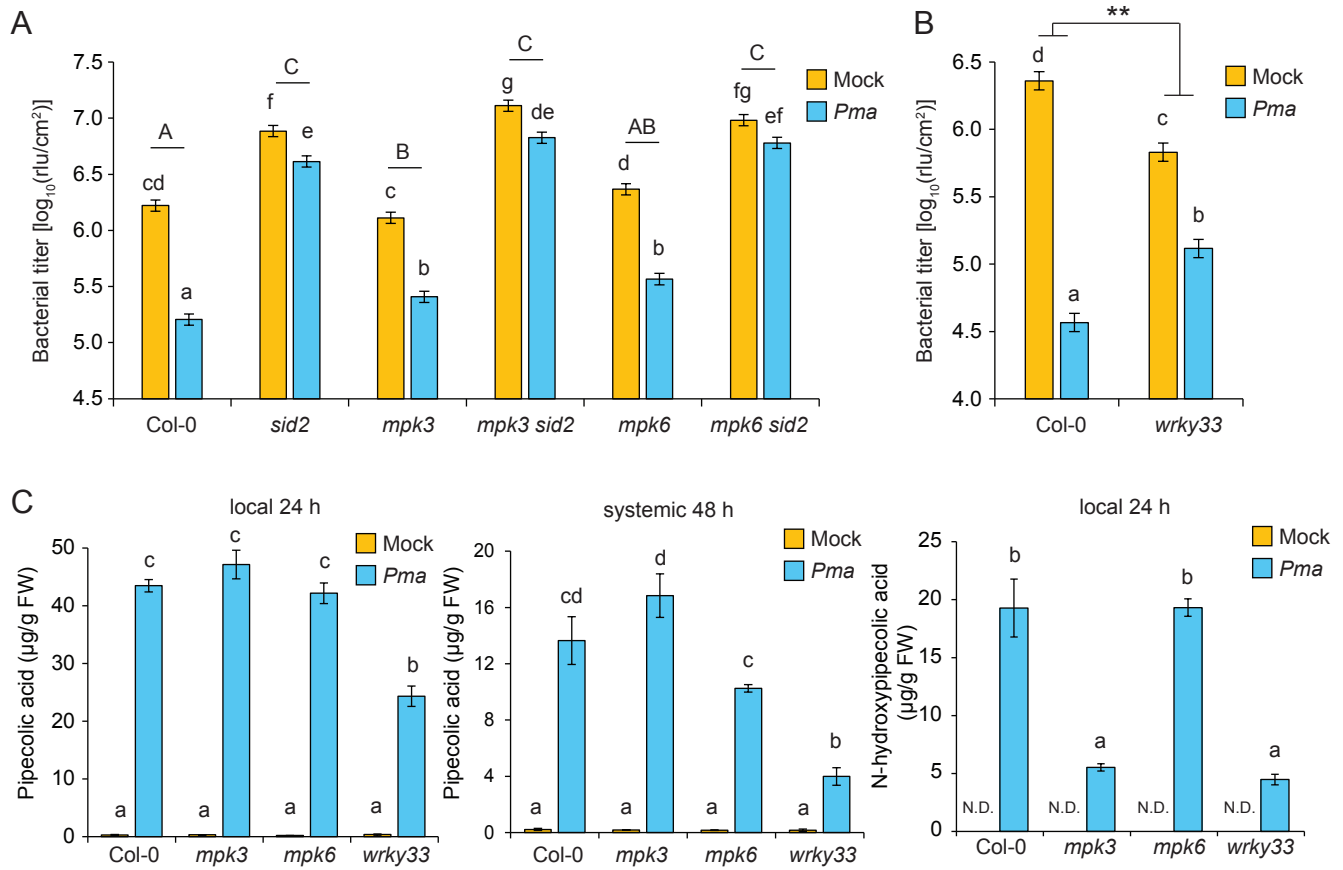 A
Bacterial titer [log10(rlu/cm²)]
7.5
7.0
6.5
6.0
5.5
5.0
4.5
A
C
B
C
AB
C
cd
a
f
e
c
b
g
de
d
b
fg
ef
Mock
Pma
Col-0
sid2
mpk3
mpk3 sid2
mpk6
mpk6 sid2
B
Bacterial titer [log10(rlu/cm²)]
6.5
6.0
5.5
5.0
4.5
4.0
**
d
a
c
b
Mock
Pma
Col-0
wrky33
C
local 24 h
Pipecolic acid (µg/g FW)
50
40
30
20
10
0
a
c
a
c
a
c
a
b
Mock
Pma
Col-0
mpk3
mpk6
wrky33
systemic 48 h
Pipecolic acid (µg/g FW)
20
16
12
8
4
0
a
cd
a
d
a
c
a
b
Mock
Pma
Col-0
mpk3
mpk6
wrky33
local 24 h
N-hydroxypipecolic acid
(µg/g FW)
25
20
15
10
5
0
N.D.
b
N.D.
a
N.D.
b
N.D.
a
Mock
Pma
Col-0
mpk3
mpk6
wrky33